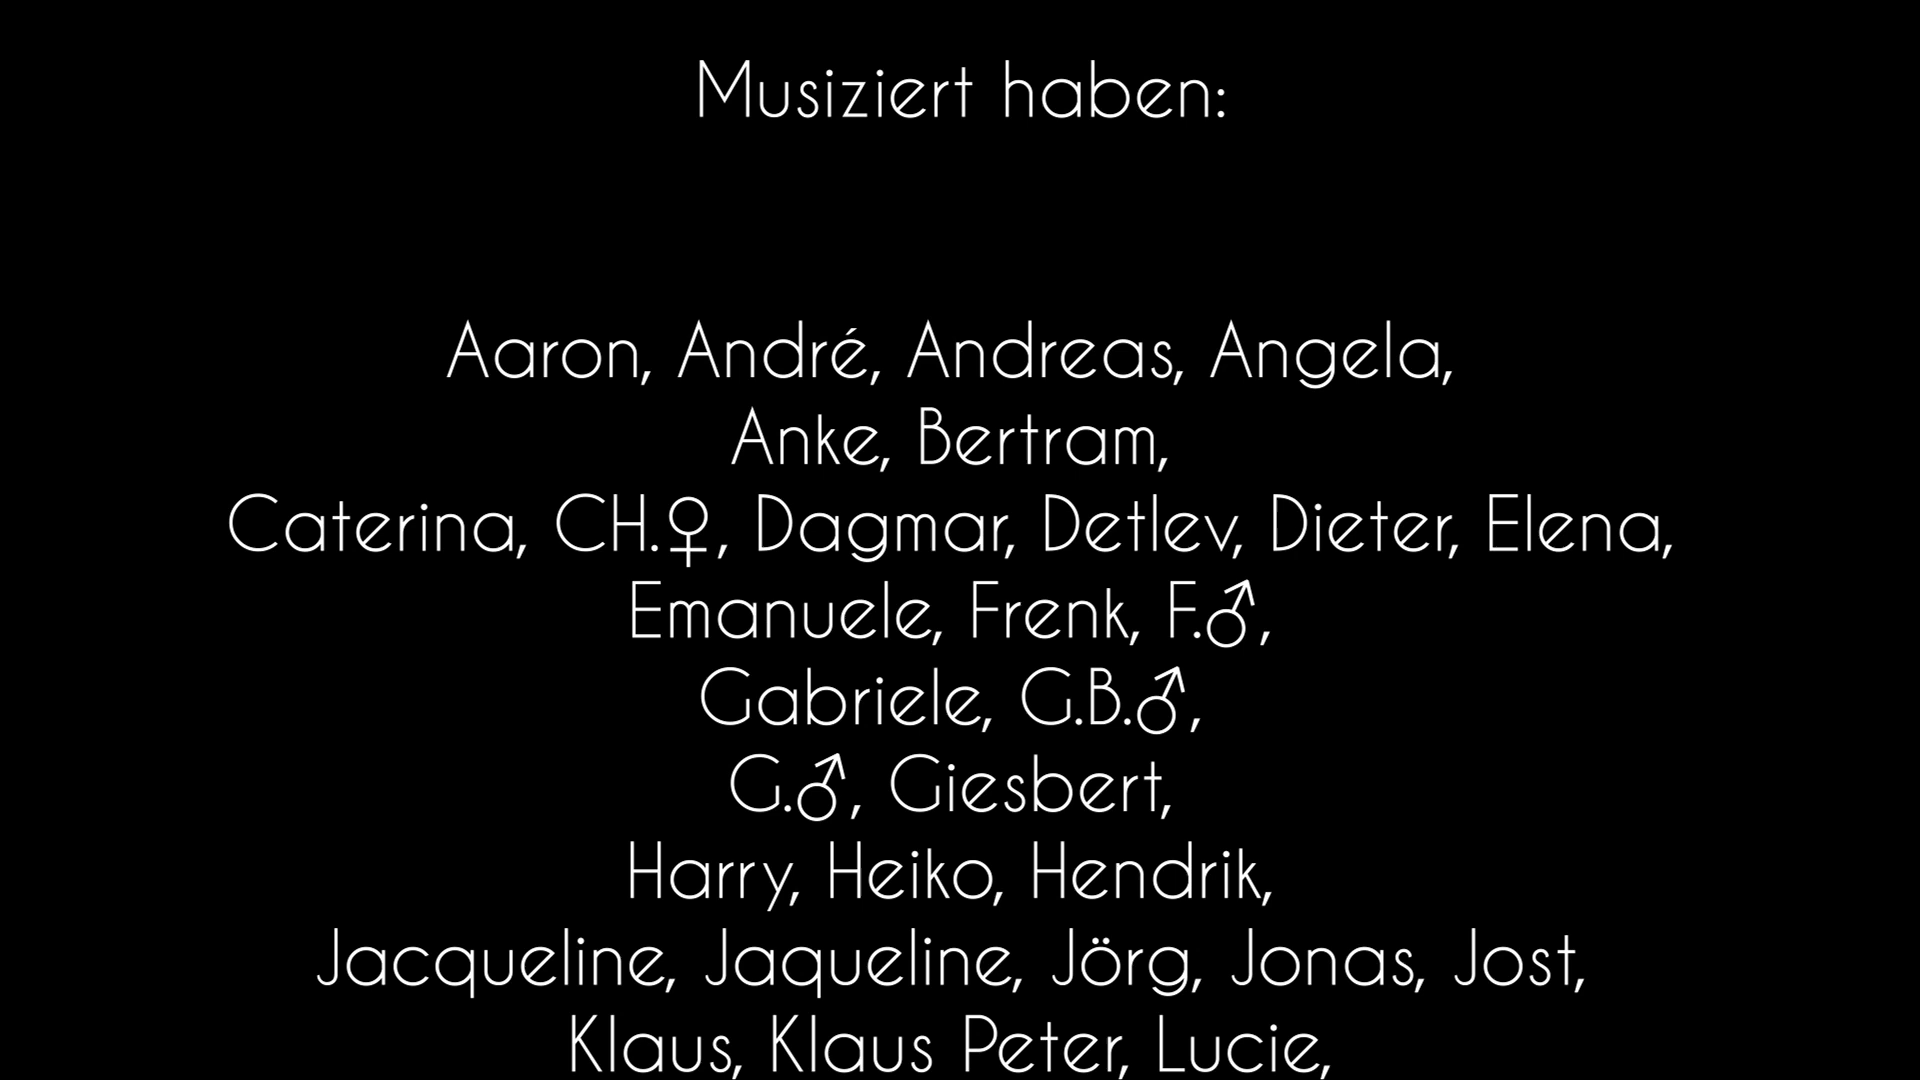 Musiziert haben:
Aaron, André, Andreas, Angela,
Anke, Bertram,
Caterina, CH.♀, Dagmar, Detlev, Dieter, Elena,
Emanuele, Frenk, F.♂,
Gabriele, G.B.♂,
G.♂, Giesbert,
Harry, Heiko, Hendrik,
Jacqueline, Jaqueline, Jörg, Jonas, Jost,
Klaus, Klaus Peter, Lucie,